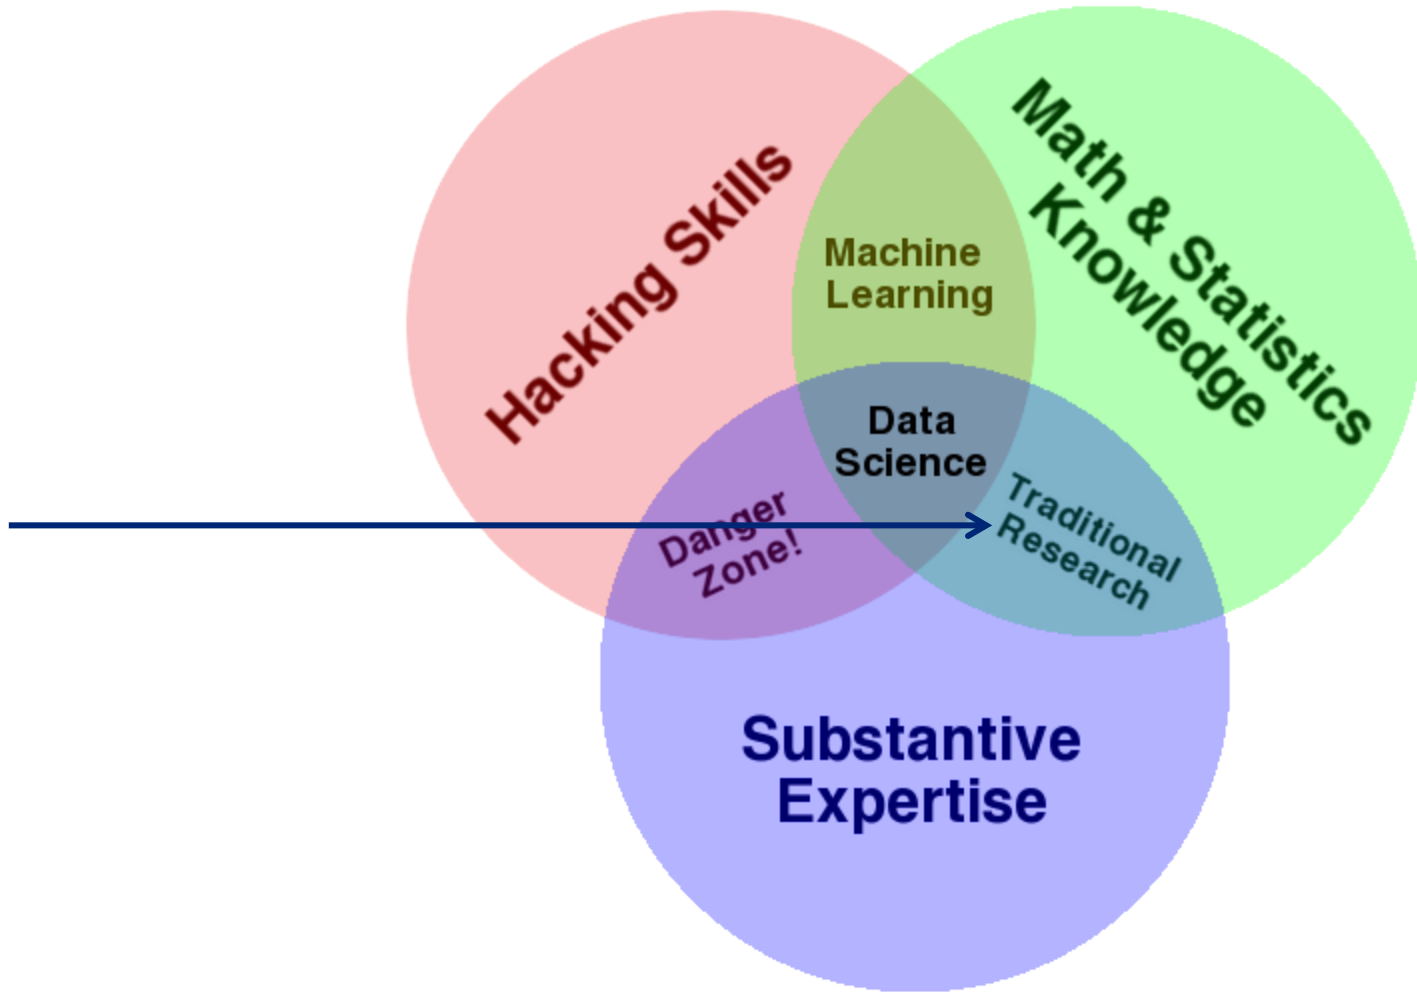 Hacking Skills
Math & Statistics
Knowledge
Machine
Learning
Data
Science
Danger
Zone!
Traditional
Research
Substantive
Expertise